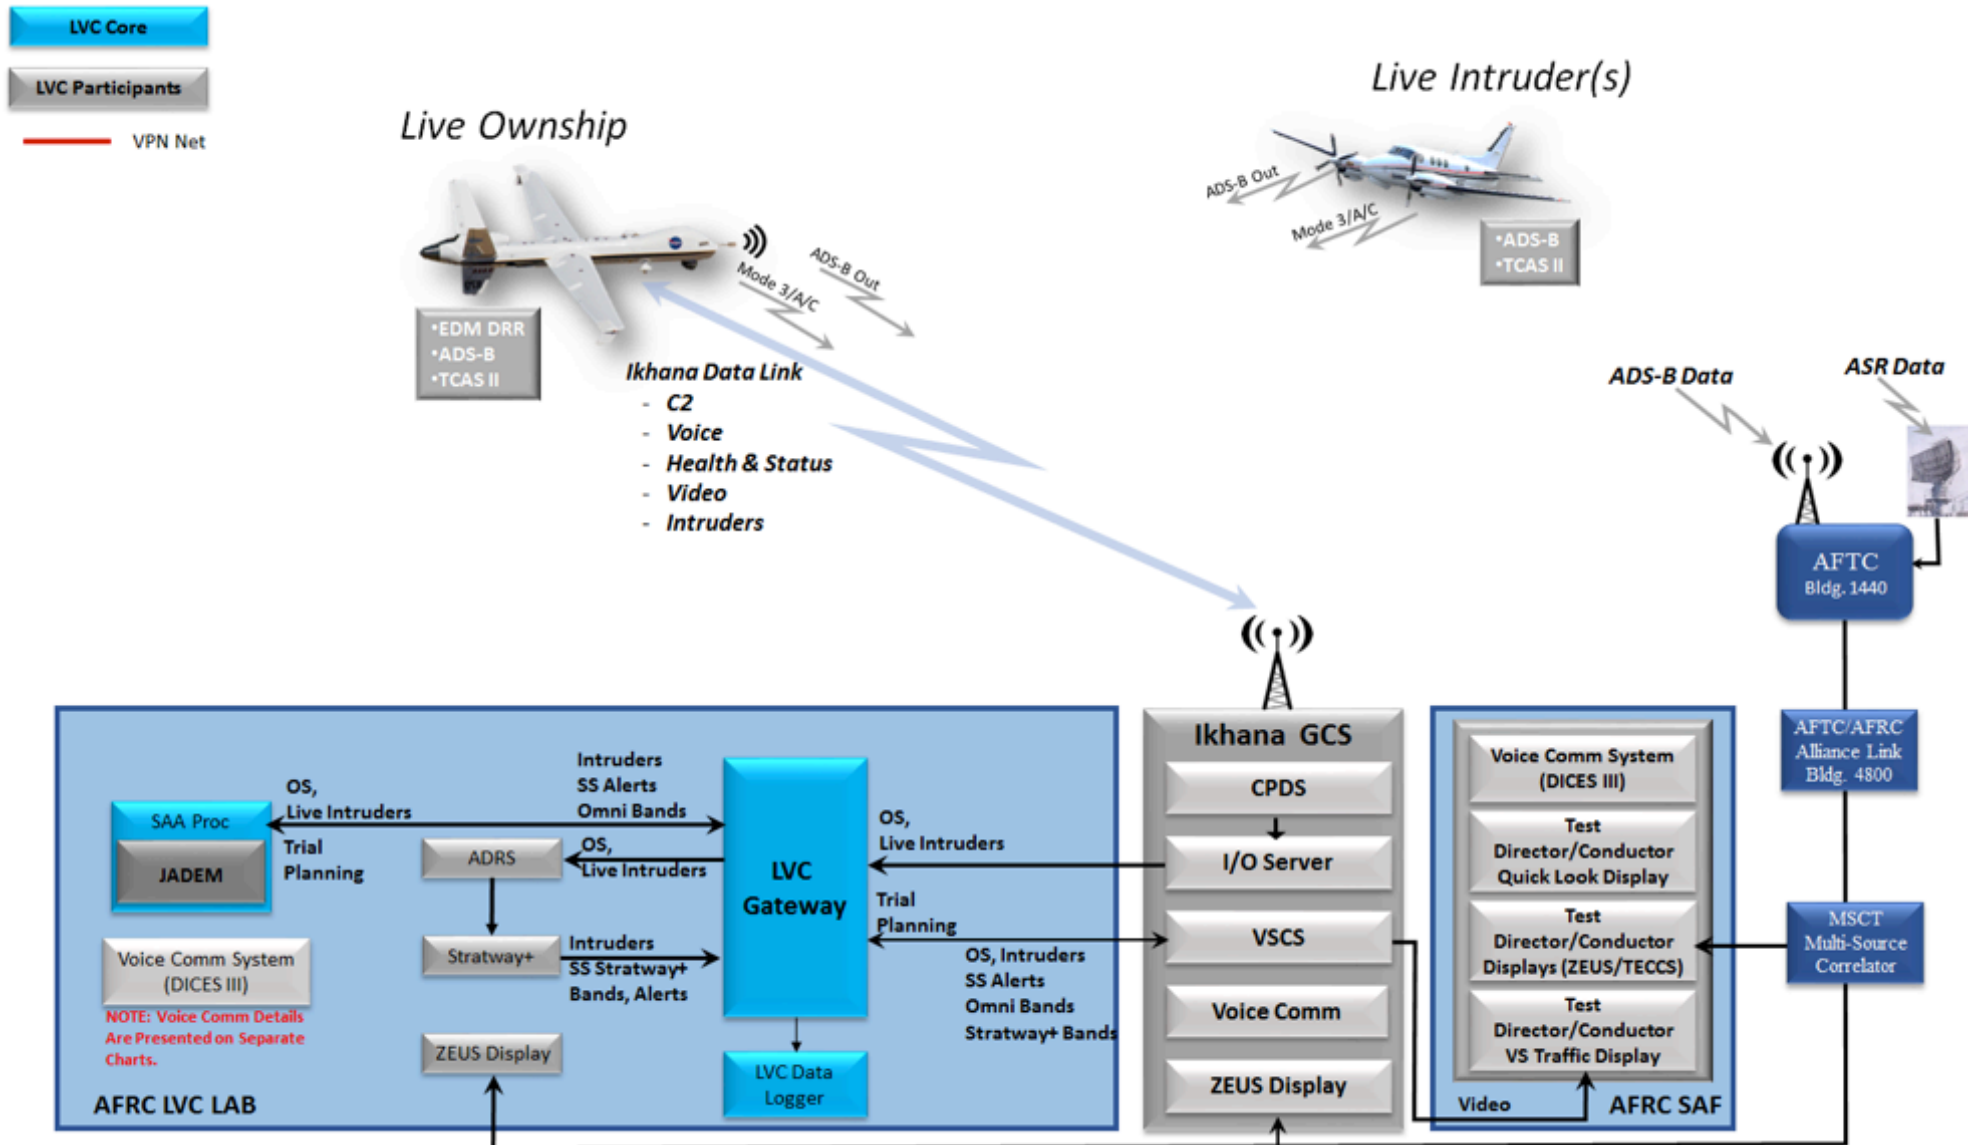 LVC Core
LVC Participants
VPN Net
Live Ownship
Live Intruder(s)
ADS-B Out
Mode 3/A/C
•ADS-B
•TCAS II
Mode 3/A/C
ADS-B Out
•EDM DRR
•ADS-B
•TCAS II
Ikhana Data Link
- C2
- Voice
- Health & Status
- Video
- Intruders
ADS-B Data
ASR Data
AFTC
Bldg. 1440
AFTC/AFRC
Alliance Link
Bldg. 4800
MSCT
Multi-Source
Correlator
SAA Proc
JADEM
OS,
Live Intruders
Trial
Planning
Intruders
SS Alerts
Omni Bands
ADRS
OS,
Live Intruders
Stratway+
Intruders
SS Stratway+
Bands, Alerts
Voice Comm System
(DICES III)
NOTE: Voice Comm Details
Are Presented on Separate
Charts.
ZEUS Display
LVC
Gateway
LVC Data
Logger
AFRC LVC LAB
OS,
Live Intruders
Trial
Planning
OS, Intruders
SS Alerts
Omni Bands
Stratway+ Bands
Ikhana GCS
CPDS
I/O Server
VSCS
Voice Comm
ZEUS Display
Voice Comm System
(DICES III)
Test
Director/Conductor
Quick Look Display
Test
Director/Conductor
Displays (ZEUS/TECCS)
Test
Director/Conductor
VS Traffic Display
Video
AFRC SAF